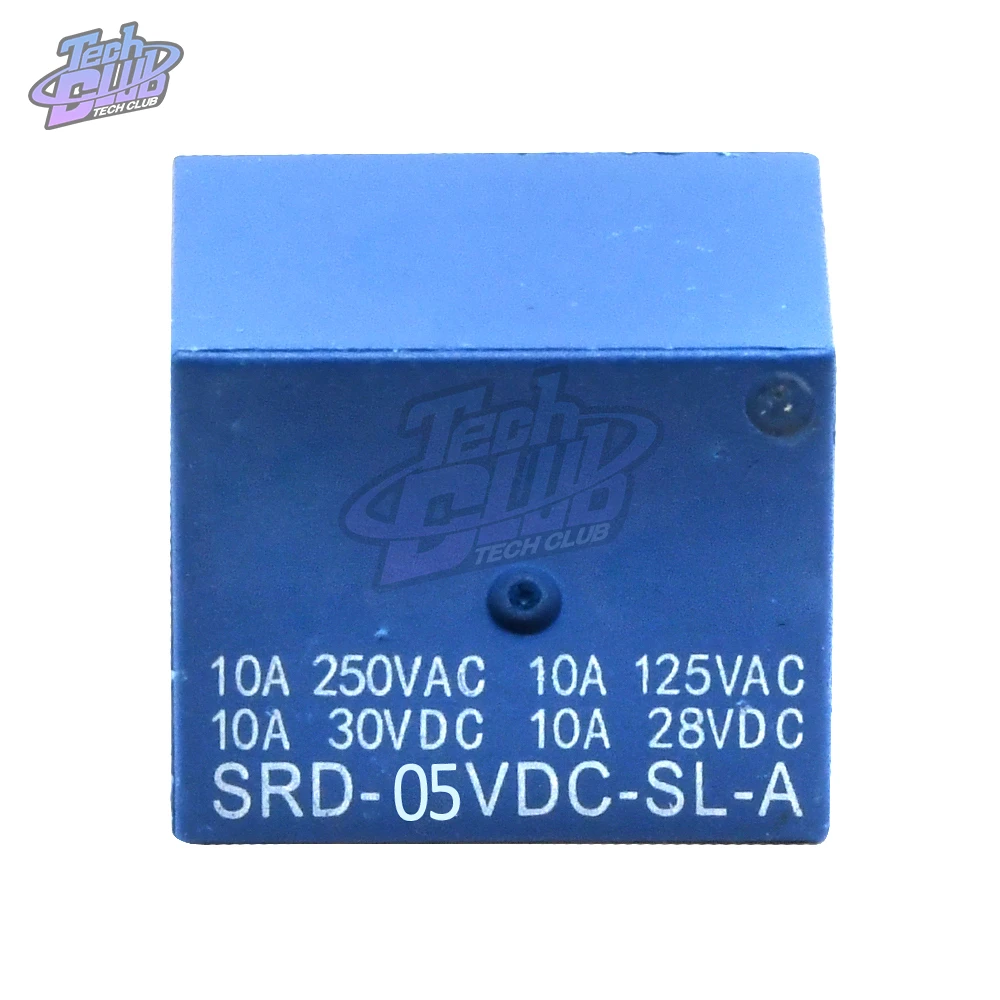 Tech
CLUB
TECH CLUB
Tech
CLUB
TECH CLUB
10A 250VAC 10A 125VAC
10A 30VDC 10A 28VDC
SRD-05VDC-SL-A